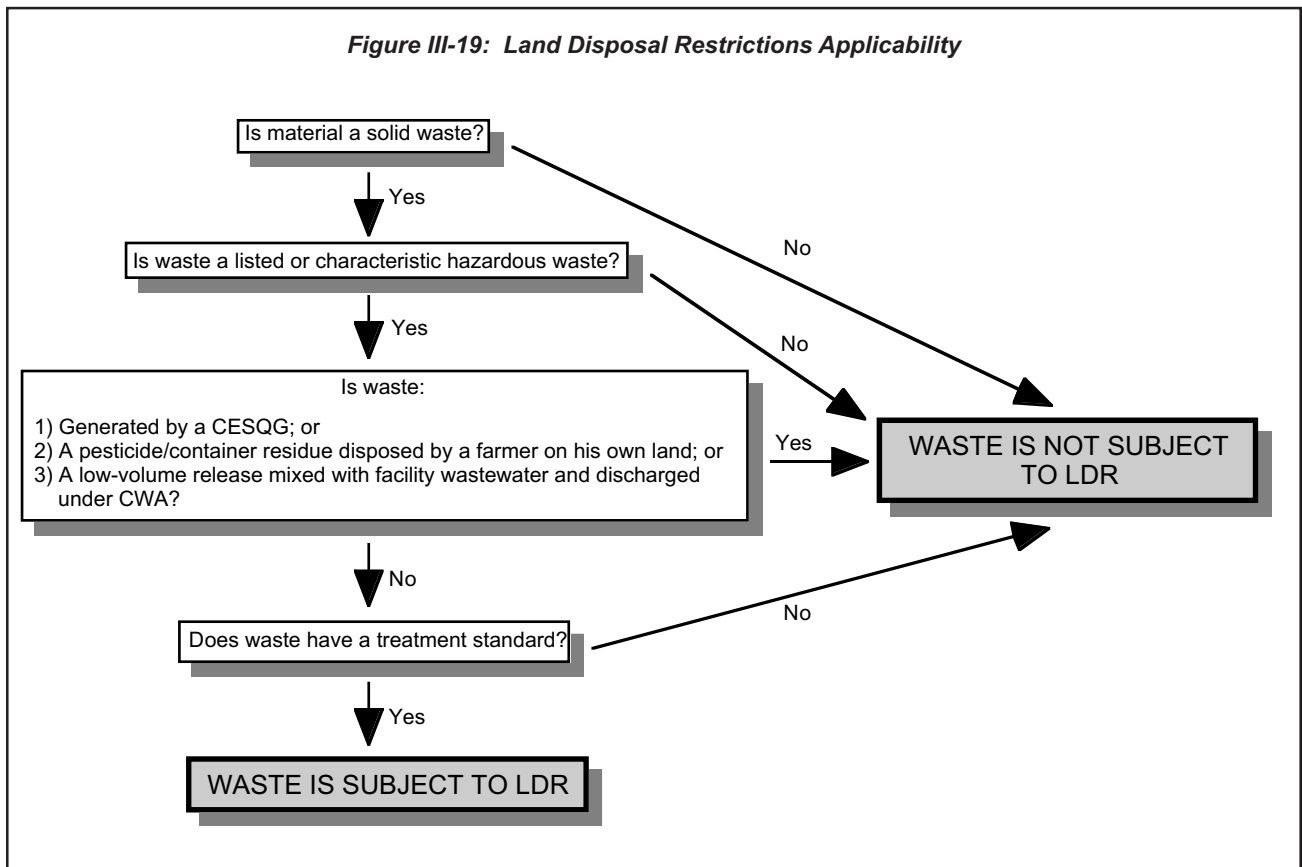 Figure III-19: Land Disposal Restrictions Applicability
Is material a solid waste?
Yes
No
Is waste a listed or characteristic hazardous waste?
Yes
No
Is waste:
1) Generated by a CESQG; or
2) A pesticide/container residue disposed by a farmer on his own land; or
3) A low-volume release mixed with facility wastewater and discharged
under CWA?
Yes
WASTE IS NOT SUBJECT
TO LDR
No
Does waste have a treatment standard?
No
Yes
WASTE IS SUBJECT TO LDR